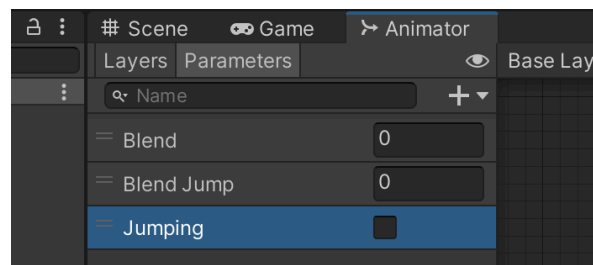 # Scene Game Animator
Layers Parameters Base Lay
Name
Blend 0
Blend Jump 0
Jumping